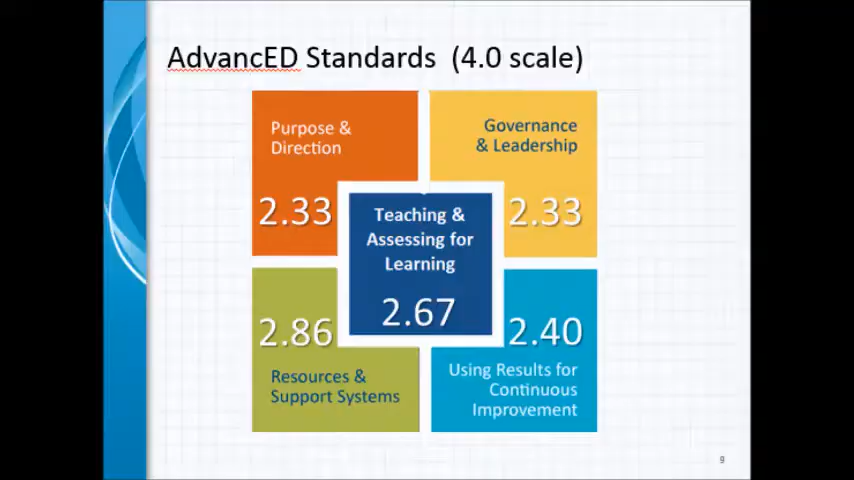 AdvancED Standards (4.0 scale)
Purpose &
Direction
2.33
Governance
& Leadership
2.33
Teaching &
Assessing for
Learning
2.67
2.86
Resources &
Support Systems
2.40
Using Results for
Continuous
Improvement
9